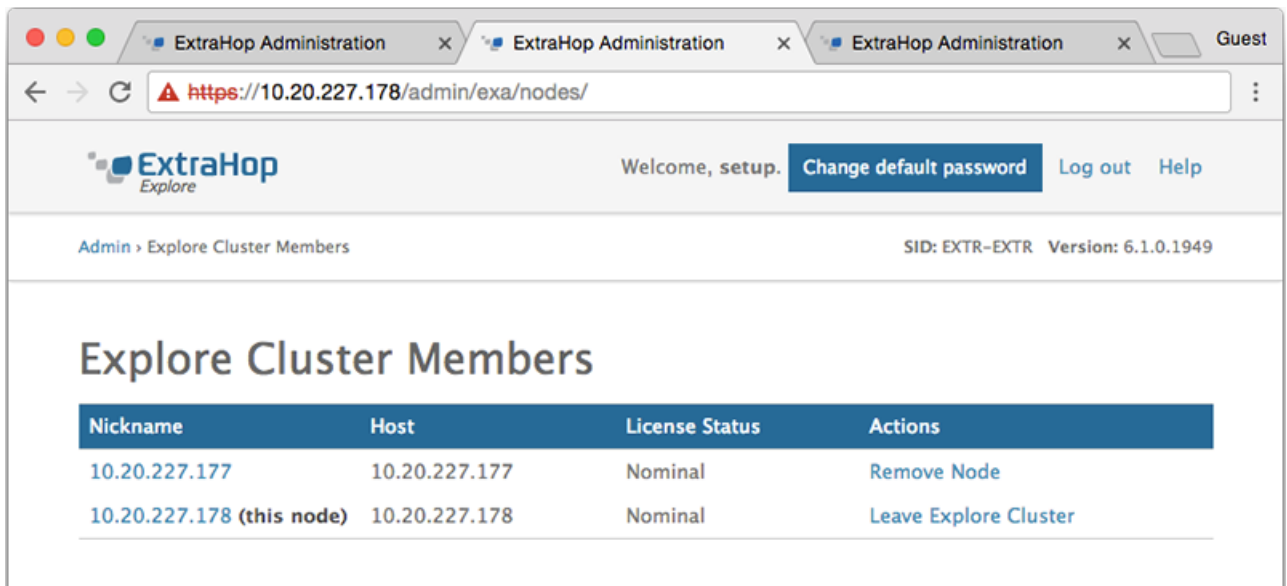 ExtraHop Administration × ExtraHop Administration × ExtraHop Administration × Guest
https://10.20.227.178/admin/exa/nodes/
ExtraHop
Explore
Welcome, setup. Change default password Log out Help
Admin › Explore Cluster Members SID: EXTR-EXTR Version: 6.1.0.1949
Explore Cluster Members
Nickname Host License Status Actions
10.20.227.177 10.20.227.177 Nominal Remove Node
10.20.227.178 (this node) 10.20.227.178 Nominal Leave Explore Cluster